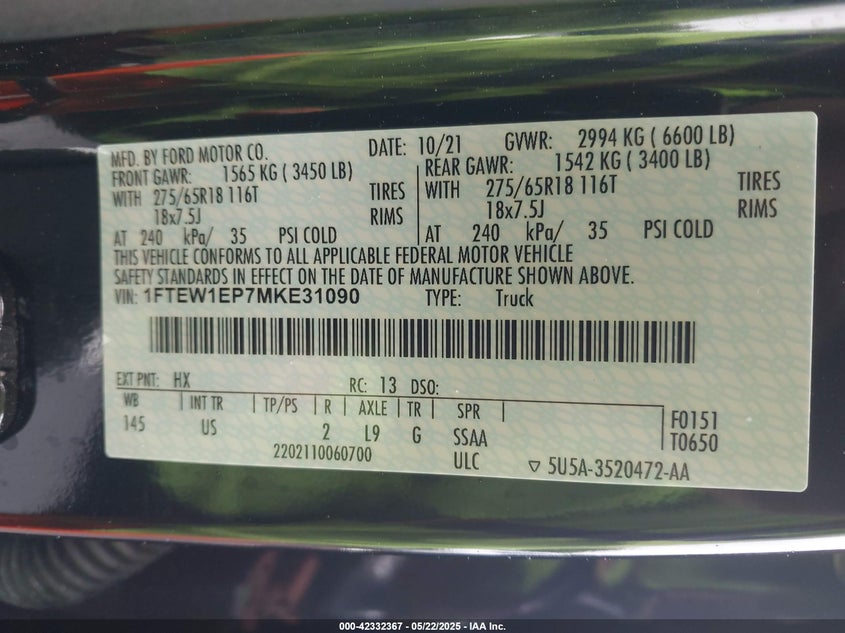 MFD. BY FORD MOTOR CO. DATE: 10/21 GVWR: 2994 KG ( 6600 LB)
FRONT GAWR: 1565 KG ( 3450 LB) REAR GAWR: 1542 KG ( 3400 LB)
WITH 275/65R18 116T TIRES WITH 275/65R18 116T TIRES
18x7.5J RIMS 18x7.5J RIMS
AT 240 kPa/ 35 PSI COLD AT 240 kPa/ 35 PSI COLD
THIS VEHICLE CONFORMS TO ALL APPLICABLE FEDERAL MOTOR VEHICLE
SAFETY STANDARDS IN EFFECT ON THE DATE OF MANUFACTURE SHOWN ABOVE.
VIN: 1FTEW1EP7MKE31090 TYPE: Truck
EXT PNT: HX RC: 13 DSO:
WB | INT TR | TP/PS | R | AXLE | TR | SPR | F0151
145 US 2 L9 G SSAA T0650
2202110060700 ULC ▽ 5U5A-3520472-AA
000-42332367 - 05/22/2025 - IAA Inc.